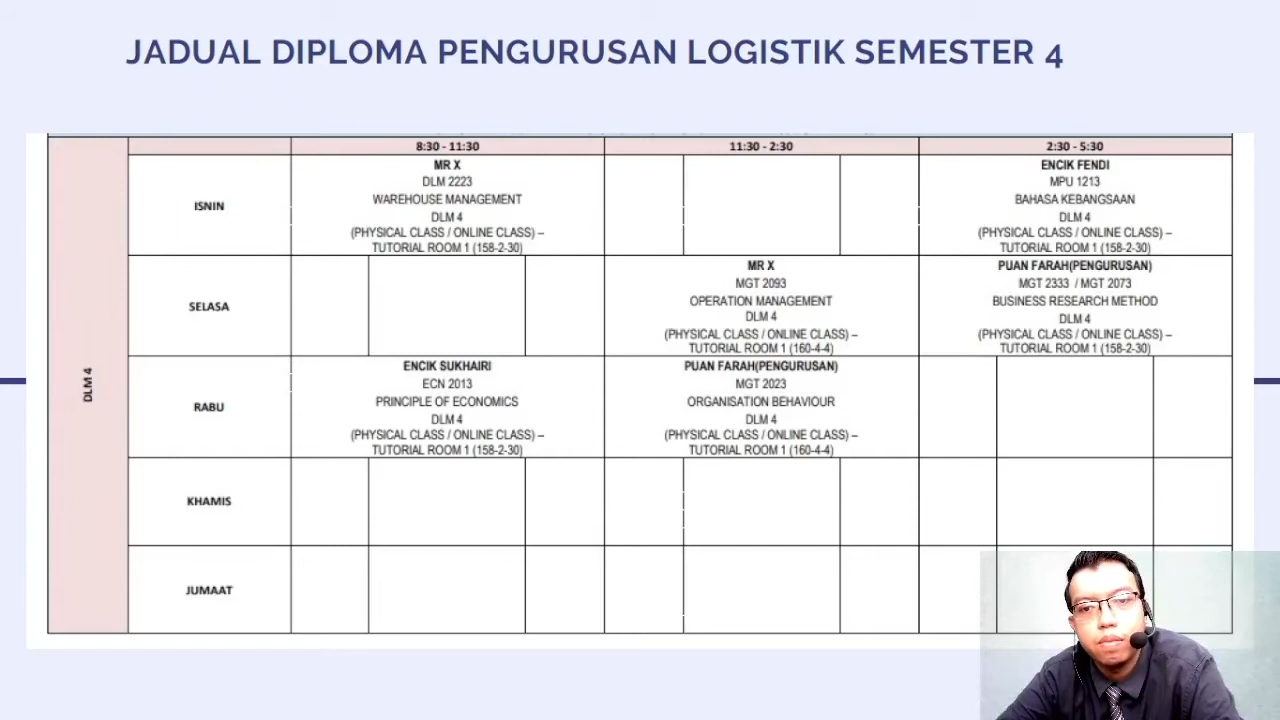 JADUAL DIPLOMA PENGURUSAN LOGISTIK SEMESTER 4
8:30 - 11:30
11:30 - 2:30
2:30 - 5:30
DLM 4
ISNIN
MR X
DLM 2223
WAREHOUSE MANAGEMENT
DLM 4
(PHYSICAL CLASS / ONLINE CLASS) –
TUTORIAL ROOM 1 (158-2-30)
ENCIK FENDI
MPU 1213
BAHASA KEBANGSAAN
DLM 4
(PHYSICAL CLASS / ONLINE CLASS) –
TUTORIAL ROOM 1 (158-2-30)
SELASA
MR X
MGT 2093
OPERATION MANAGEMENT
DLM 4
(PHYSICAL CLASS / ONLINE CLASS) –
TUTORIAL ROOM 1 (160-4-4)
PUAN FARAH(PENGURUSAN)
MGT 2333 / MGT 2073
BUSINESS RESEARCH METHOD
DLM 4
(PHYSICAL CLASS / ONLINE CLASS) –
TUTORIAL ROOM 1 (158-2-30)
RABU
ENCIK SUKHAIRI
ECN 2013
PRINCIPLE OF ECONOMICS
DLM 4
(PHYSICAL CLASS / ONLINE CLASS) –
TUTORIAL ROOM 1 (158-2-30)
PUAN FARAH(PENGURUSAN)
MGT 2023
ORGANISATION BEHAVIOUR
DLM 4
(PHYSICAL CLASS / ONLINE CLASS) –
TUTORIAL ROOM 1 (160-4-4)
KHAMIS
JUMAAT